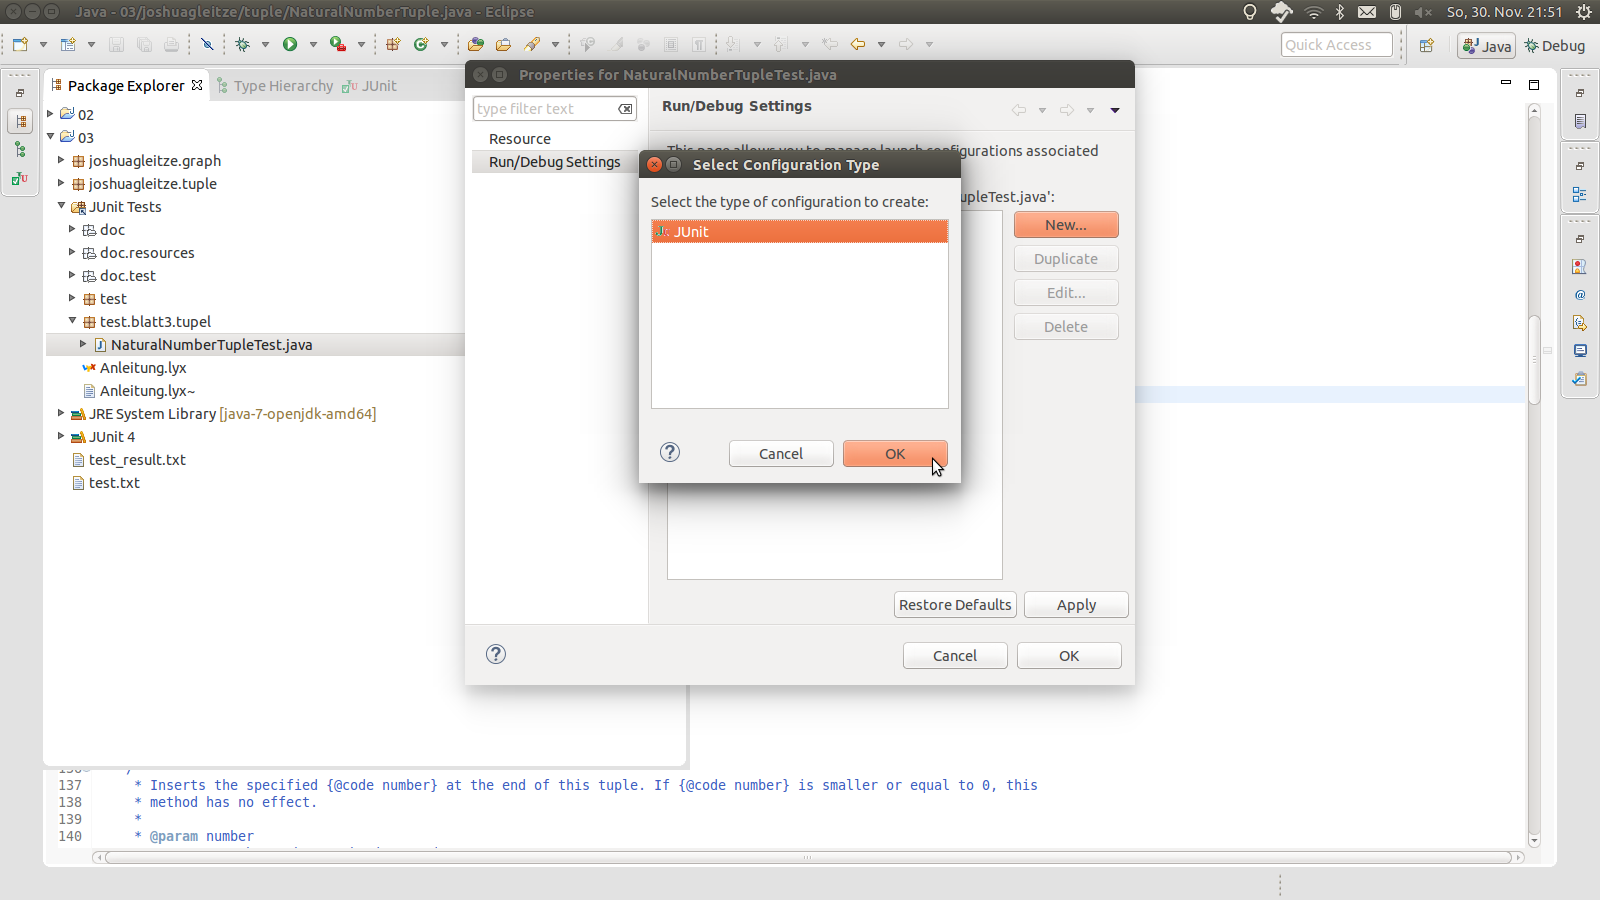 Java - 03/joshuagleitze/tuple/NaturalNumberTuple.java - Eclipse
So, 30. Nov. 21:51
Quick Access
Java
Debug
Package Explorer
Type Hierarchy
JUnit
02
03
joshuagleitze.graph
joshuagleitze.tuple
JUnit Tests
doc
doc.resources
doc.test
test
test.blatt3.tupel
NaturalNumberTupleTest.java
Anleitung.lyx
Anleitung.lyx~
JRE System Library [java-7-openjdk-amd64]
JUnit 4
test_result.txt
test.txt
Properties for NaturalNumberTupleTest.java
type filter text
Resource
Run/Debug Settings
Run/Debug Settings
This page allows you to manage launch configurations associated
upleTest.java':
New...
Duplicate
Edit...
Delete
Restore Defaults
Apply
Cancel
OK
Select Configuration Type
Select the type of configuration to create:
JUnit
Cancel
OK
137 * Inserts the specified {@code number} at the end of this tuple. If {@code number} is smaller or equal to 0, this
138 * method has no effect.
139 *
140 * @param number